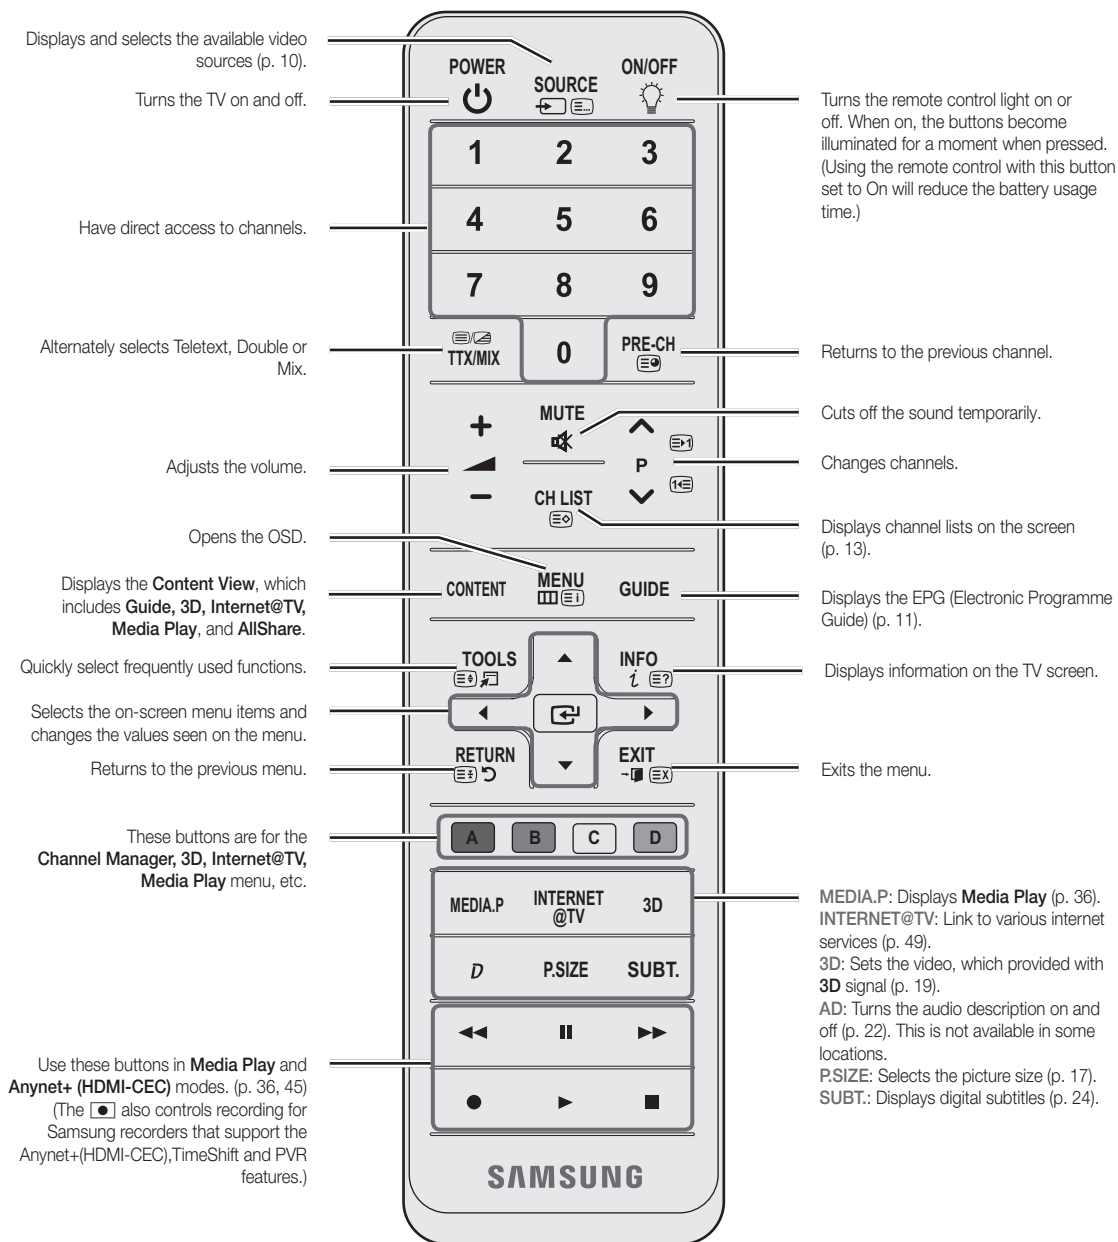 Displays and selects the available video
sources (p. 10).
Turns the TV on and off.
Have direct access to channels.
Alternately selects Teletext, Double or
Mix.
Adjusts the volume.
Opens the OSD.
Displays the Content View, which
includes Guide, 3D, Internet@TV,
Media Play, and AllShare.
Quickly select frequently used functions.
Selects the on-screen menu items and
changes the values seen on the menu.
Returns to the previous menu.
These buttons are for the
Channel Manager, 3D, Internet@TV,
Media Play menu, etc.
Use these buttons in Media Play and
Anynet+ (HDMI-CEC) modes. (p. 36, 45)
(The ● also controls recording for
Samsung recorders that support the
Anynet+(HDMI-CEC),TimeShift and PVR
features.)
POWER
SOURCE
ON/OFF
1 2 3
4 5 6
7 8 9
TTX/MIX
0
PRE-CH
+
MUTE
P
−
CH LIST
CONTENT
MENU
GUIDE
TOOLS
INFO
i
RETURN
EXIT
A B C D
MEDIA.P
INTERNET
@TV
3D
D
P.SIZE
SUBT.
SAMSUNG
Turns the remote control light on or
off. When on, the buttons become
illuminated for a moment when pressed.
(Using the remote control with this button
set to On will reduce the battery usage
time.)
Returns to the previous channel.
Cuts off the sound temporarily.
Changes channels.
Displays channel lists on the screen
(p. 13).
Displays the EPG (Electronic Programme
Guide) (p. 11).
Displays information on the TV screen.
Exits the menu.
MEDIA.P: Displays Media Play (p. 36).
INTERNET@TV: Link to various internet
services (p. 49).
3D: Sets the video, which provided with
3D signal (p. 19).
AD: Turns the audio description on and
off (p. 22). This is not available in some
locations.
P.SIZE: Selects the picture size (p. 17).
SUBT.: Displays digital subtitles (p. 24).